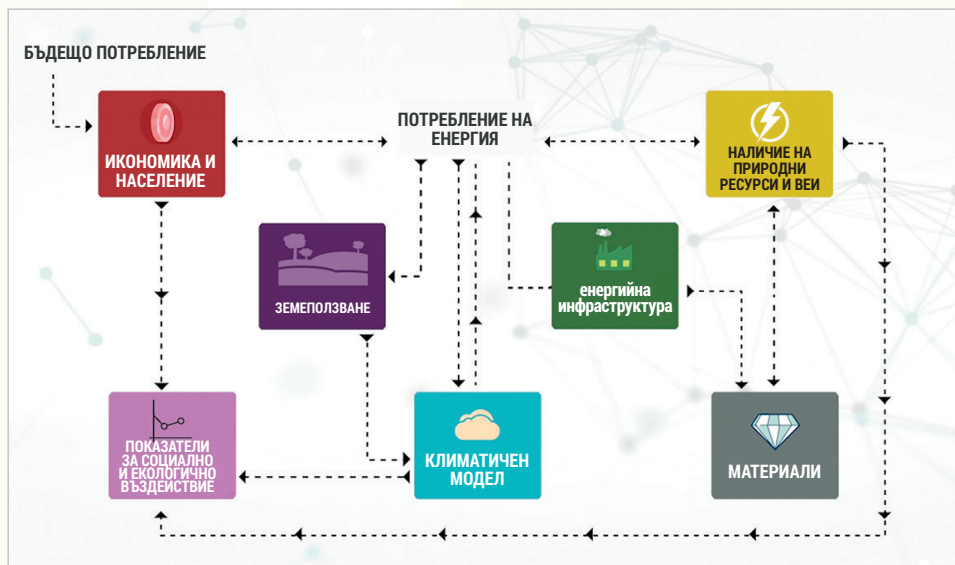 БЪДЕЩО ПОТРЕБЛЕНИЕ
ИКОНОМИКА И
НАСЕЛЕНИЕ
ПОТРЕБЛЕНИЕ НА
ЕНЕРГИЯ
НАЛИЧИЕ НА
ПРИРОДНИ
РЕСУРСИ И ВЕИ
ЗЕМЕПОЛЗВАНЕ
енергийна
инфраструктура
ПОКАЗАТЕЛИ
ЗА СОЦИАЛНО
И ЕКОЛОГИЧНО
ВЪЗДЕЙСТВИЕ
КЛИМАТИЧЕН
МОДЕЛ
МАТЕРИАЛИ